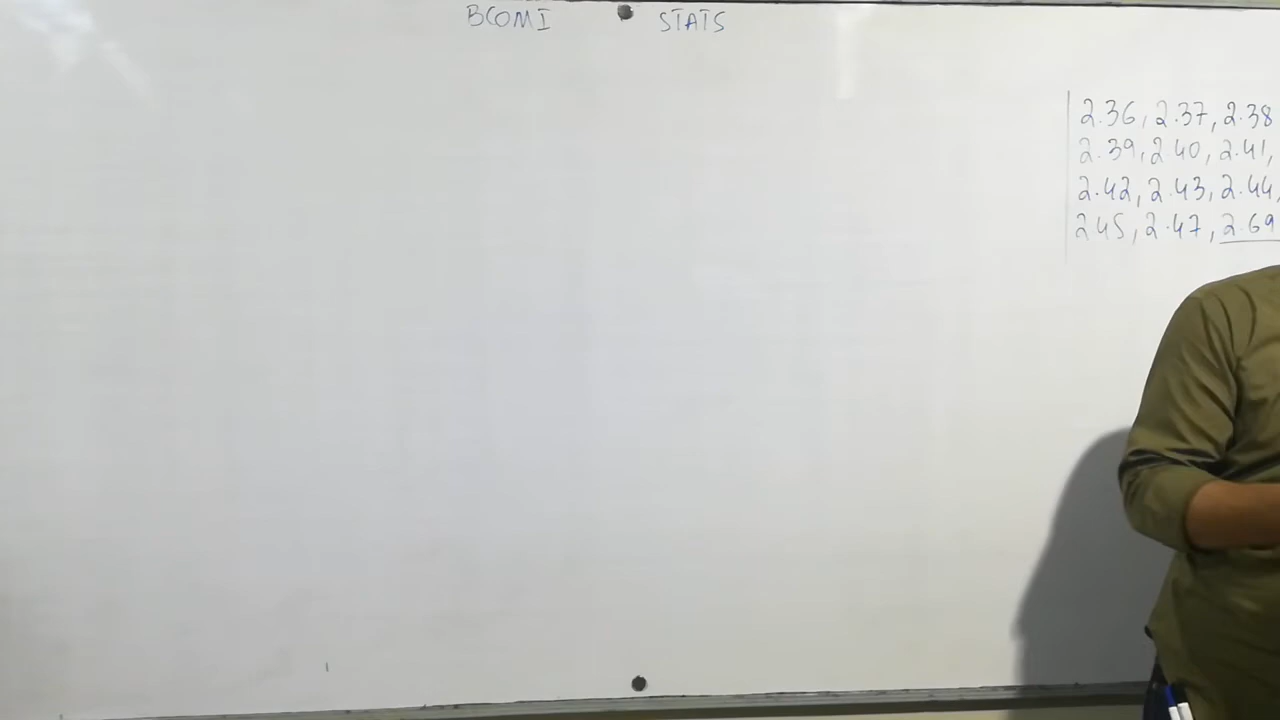 BCOM I STATS
2.36, 2.37, 2.38
2.39, 2.40, 2.41,
2.42, 2.43, 2.44,
2.45, 2.47, 2.69